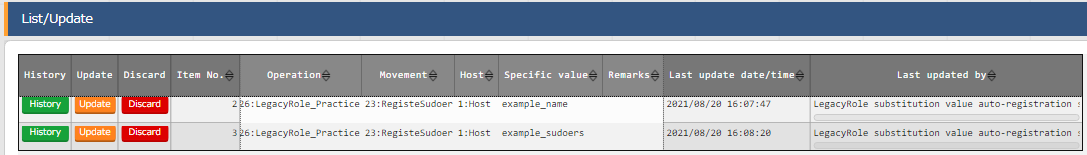 List/Update
History Update Discard Item No. Operation Movement Host Specific value Remarks Last update date/time Last updated by
History Update Discard 2 26:LegacyRole_Practice 23:RegisteSudoer 1:Host example_name 2021/08/20 16:07:47 LegacyRole substitution value auto-registration
History Update Discard 3 26:LegacyRole_Practice 23:RegisteSudoer 1:Host example_sudoers 2021/08/20 16:08:20 LegacyRole substitution value auto-registration